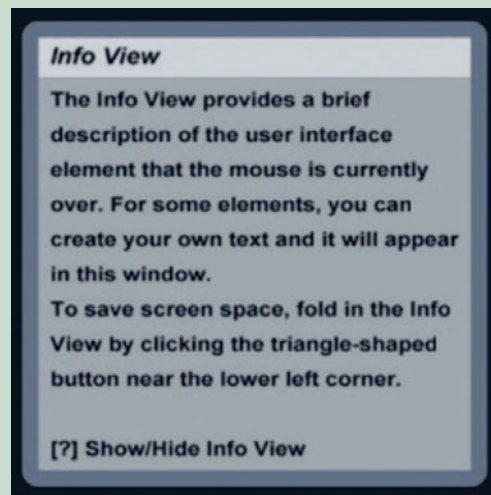 Info View
The Info View provides a brief
description of the user interface
element that the mouse is currently
over. For some elements, you can
create your own text and it will appear
in this window.
To save screen space, fold in the Info
View by clicking the triangle-shaped
button near the lower left corner.
[?] Show/Hide Info View